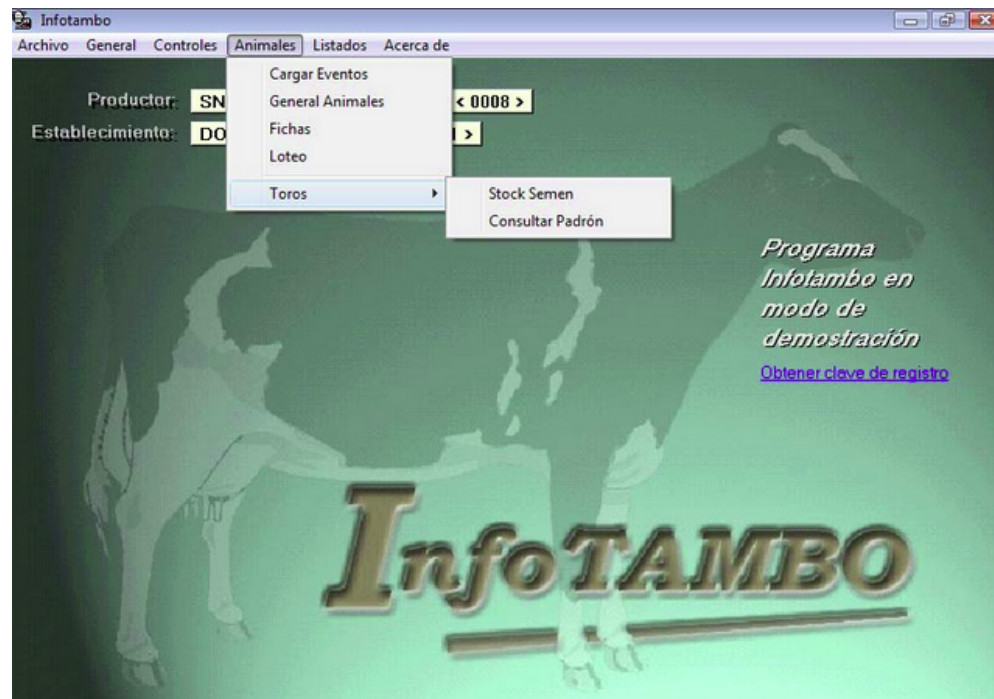 Infotambo
Archivo General Controles Animales Listados Acerca de
Cargar Eventos
General Animales
Fichas
Loteo
Toros
Stock Semen
Consultar Padrón
Productor: SN < 0008 >
Establecimiento: DO >
Programa
Infotambo en
modo de
demostración
Obtener clave de registro
InfoTAMBO